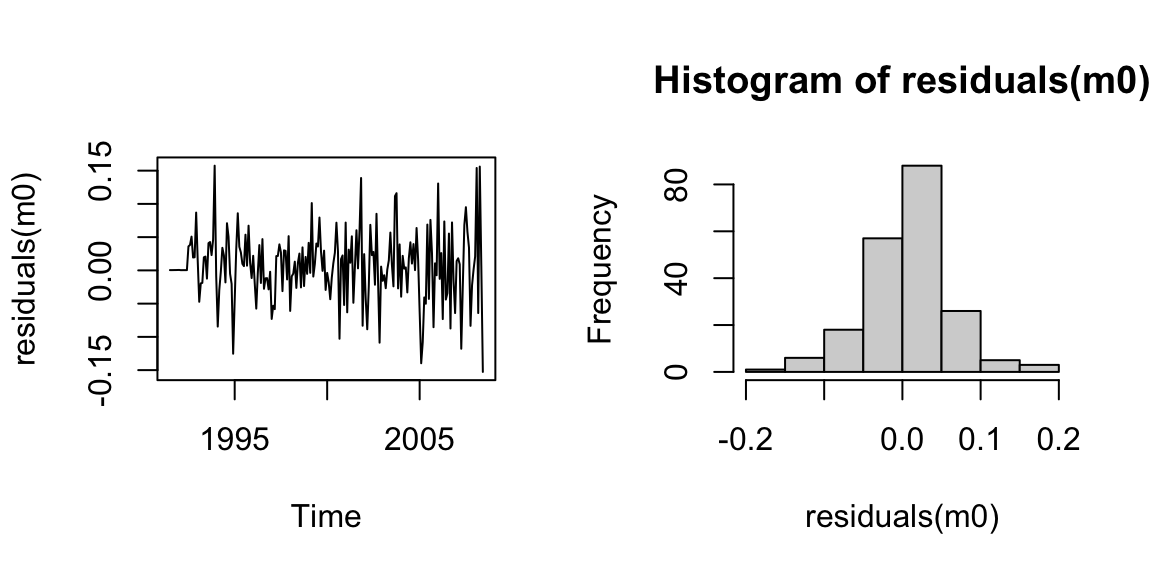 residuals(m0)
0.15
0.00
-0.15
1995
2005
Time
Histogram of residuals(m0)
Frequency
80
40
0
-0.2
0.0
0.1
0.2
residuals(m0)